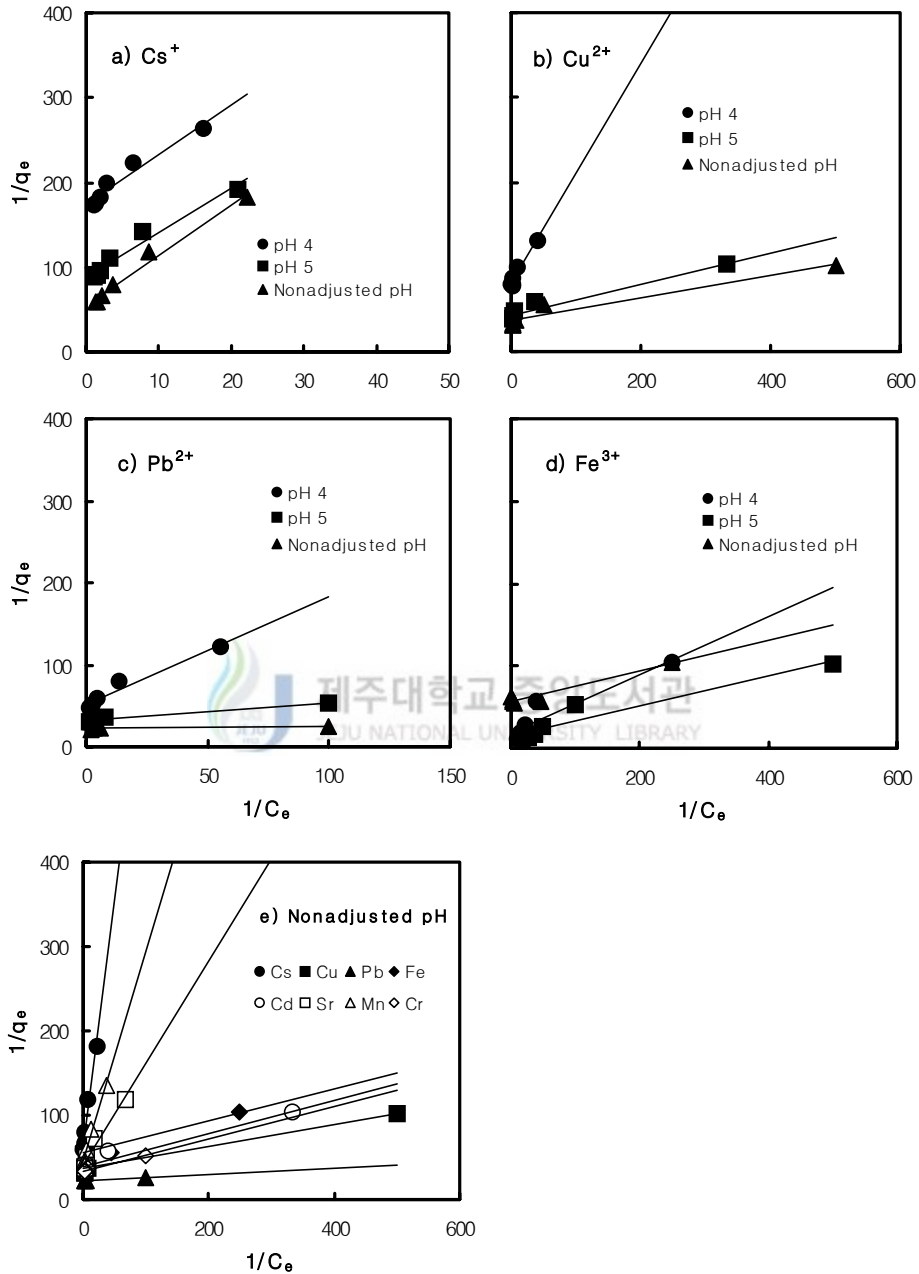 400
300
200
100
0
1/qe
a) Cs+
pH 4
pH 5
Nonadjusted pH
0 10 20 30 40 50
b) Cu2+
pH 4
pH 5
Nonadjusted pH
0 200 400 600
400
300
200
100
0
1/qe
c) Pb2+
pH 4
pH 5
Nonadjusted pH
0 50 100 150
1/Ce
d) Fe3+
pH 4
pH 5
Nonadjusted pH
0 200 400 600
1/Ce
제주대학교 중앙도서관
JEJU NATIONAL UNIVERSITY LIBRARY
400
300
200
100
0
1/qe
e) Nonadjusted pH
Cs Cu Pb Fe
Cd Sr Mn Cr
0 200 400 600
1/Ce